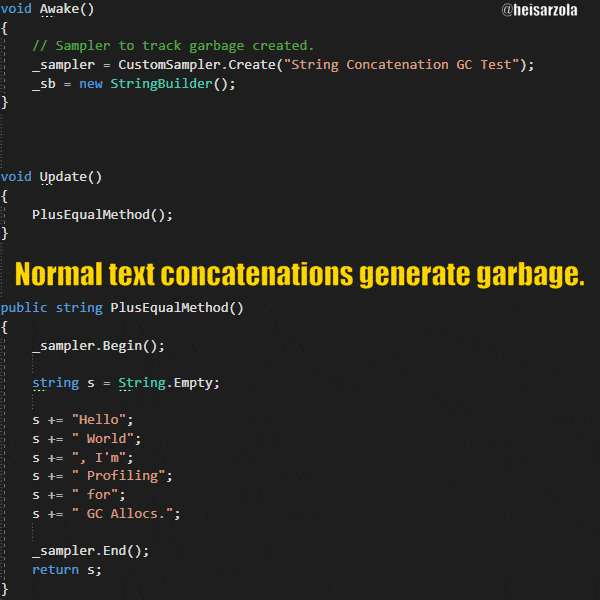 void Awake()
@heisarzola
{
// Sampler to track garbage created.
_sampler = CustomSampler.Create("String Concatenation GC Test");
_sb = new StringBuilder();
}
void Update()
{
PlusEqualMethod();
}
Normal text concatenations generate garbage.
public string PlusEqualMethod()
{
_sampler.Begin();
string s = String.Empty;
s += "Hello";
s += " World";
s += ", I'm";
s += " Profiling";
s += " for";
s += " GC Allocs.";
_sampler.End();
return s;
}